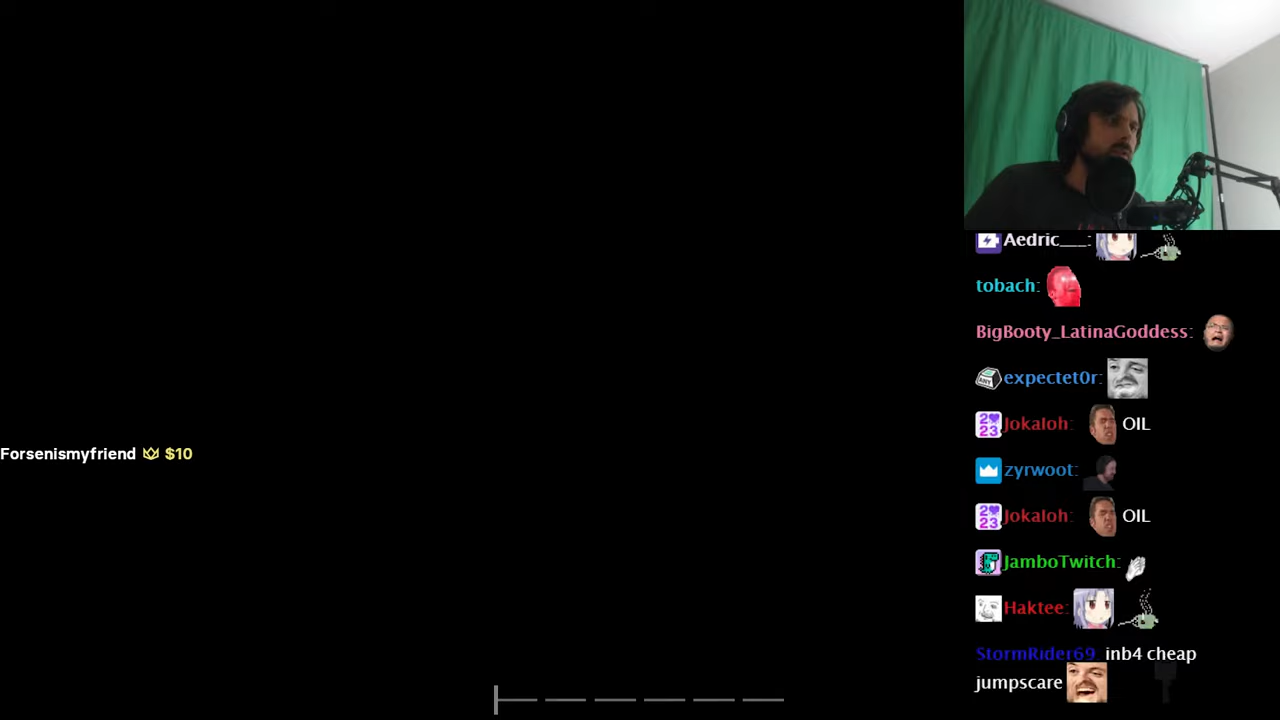 Aedric___:
tobach:
BigBooty_LatinaGoddess:
expectet0r:
Jokaloh: OIL
Forsenismyfriend $10
zyrwoot:
Jokaloh: OIL
JamboTwitch:
Haktee:
StormRider69 inb4 cheap
jumpscare